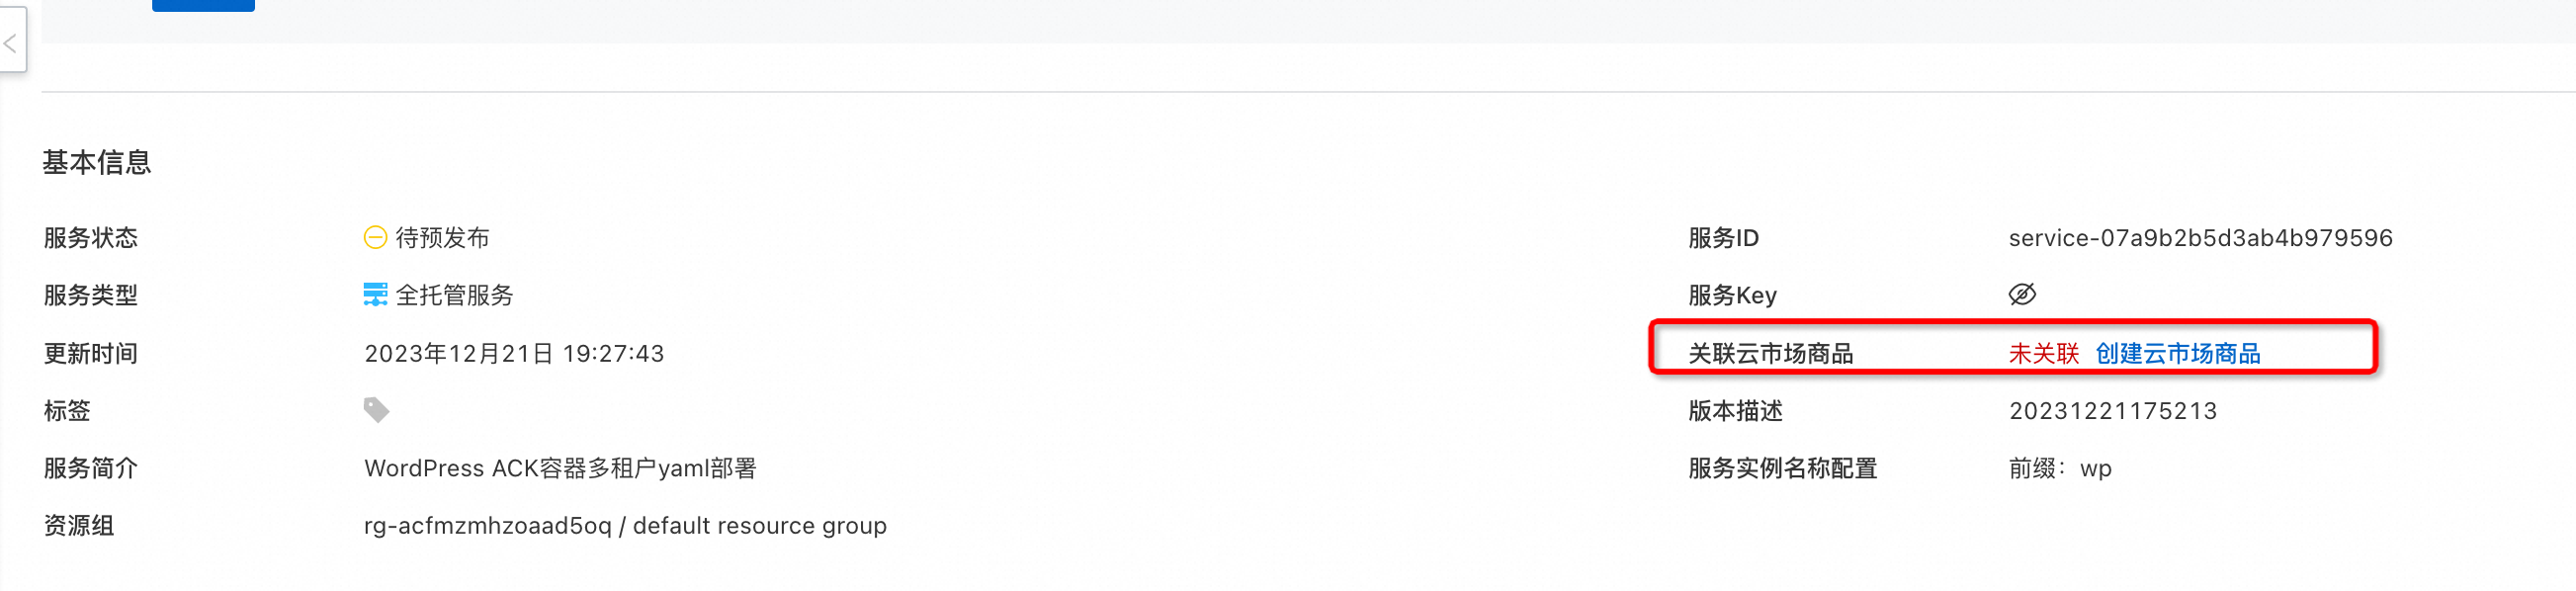 基本信息
服务状态 待预发布 服务ID service-07a9b2b5d3ab4b979596
服务类型 全托管服务 服务Key
更新时间 2023年12月21日 19:27:43 关联云市场商品 未关联 创建云市场商品
标签 版本描述 20231221175213
服务简介 WordPress ACK容器多租户yaml部署 服务实例名称配置 前缀：wp
资源组 rg-acfmzmhzoaad5oq / default resource group